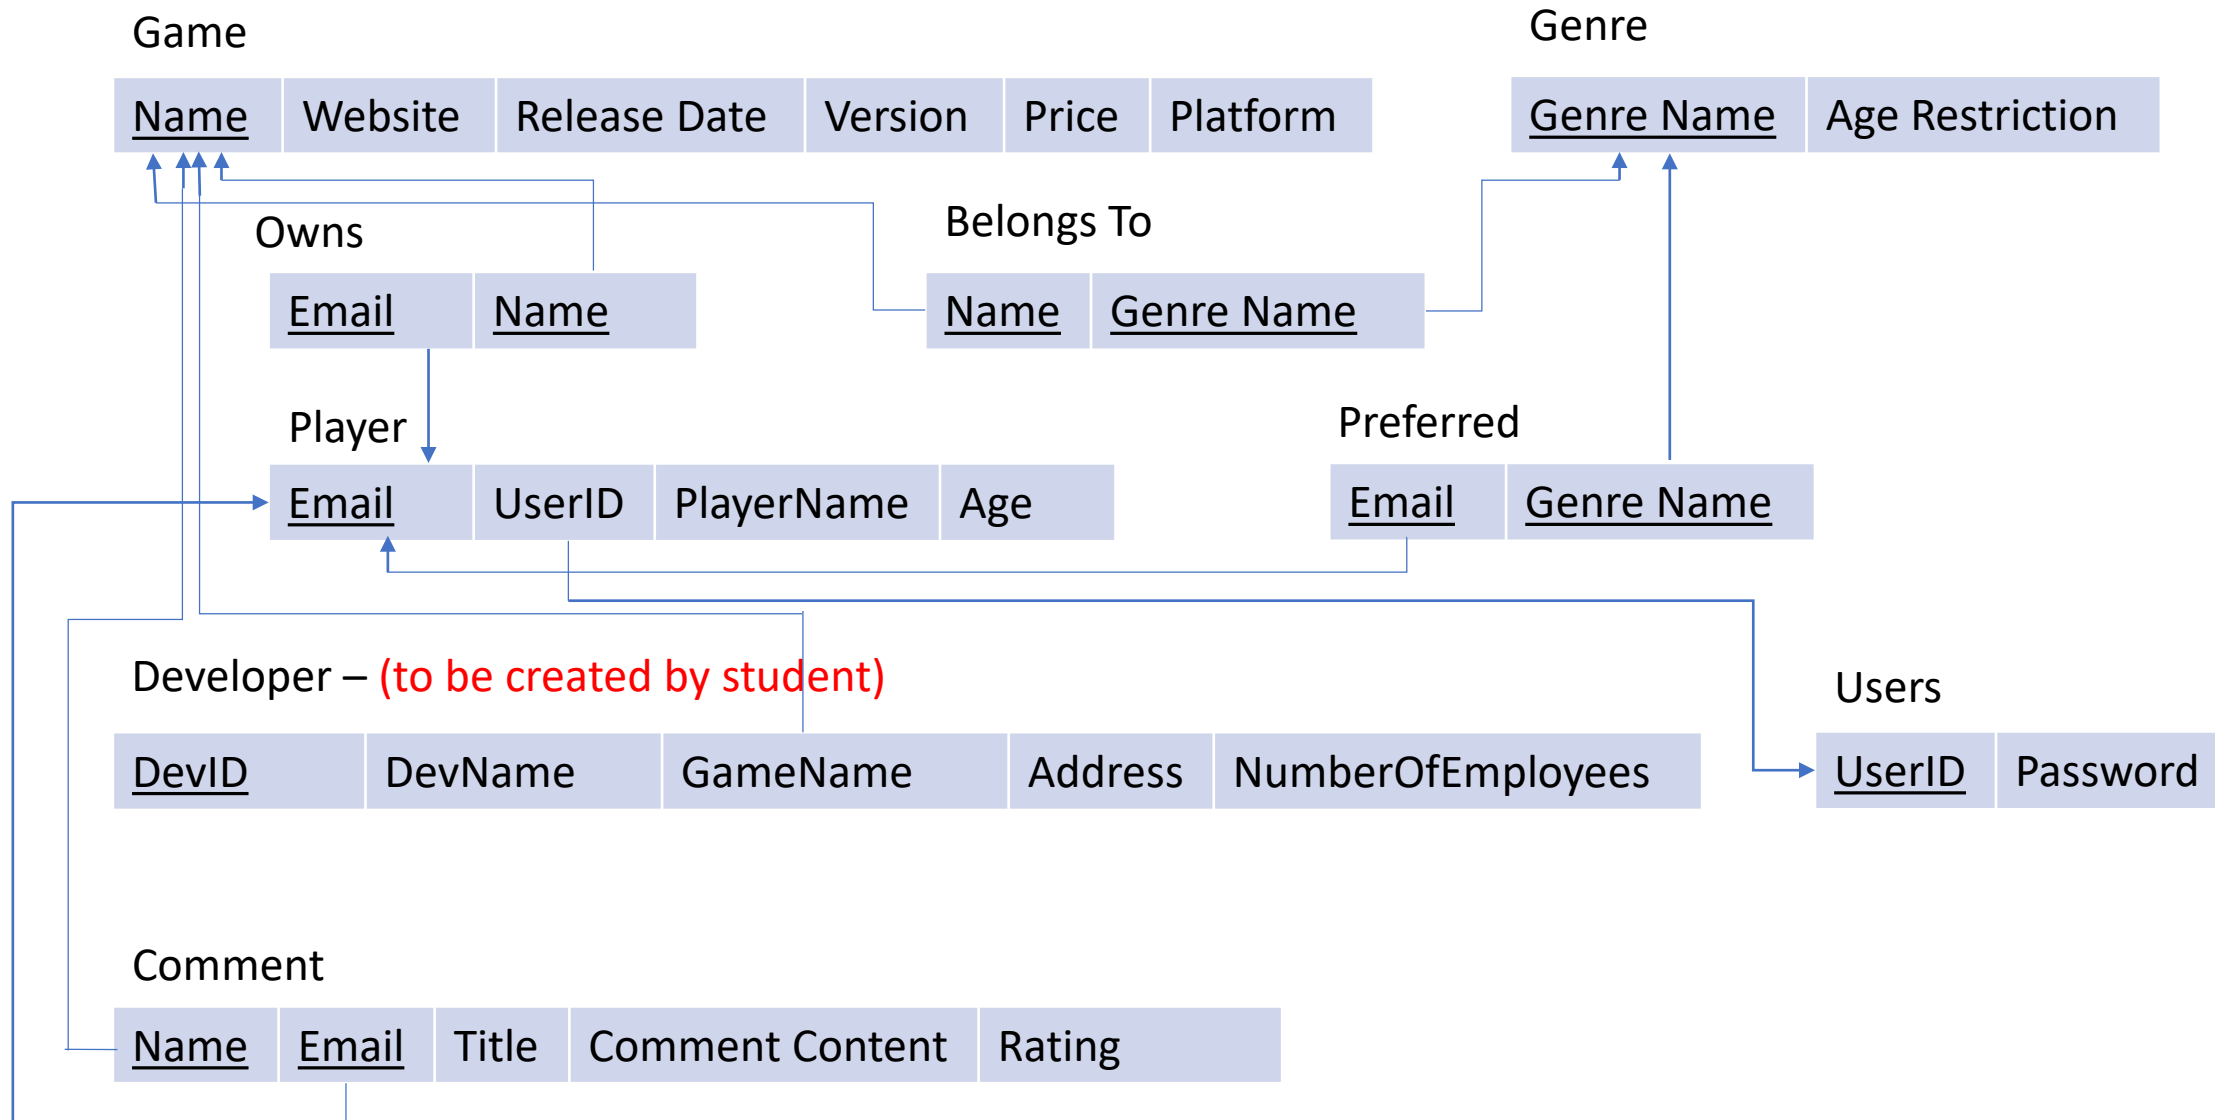 Game
Name Website Release Date Version Price Platform
Genre
Genre Name Age Restriction
Owns
Email Name
Belongs To
Name Genre Name
Player
Email UserID PlayerName Age
Preferred
Email Genre Name
Developer – (to be created by student)
DevID DevName GameName Address NumberOfEmployees
Users
UserID Password
Comment
Name Email Title Comment Content Rating